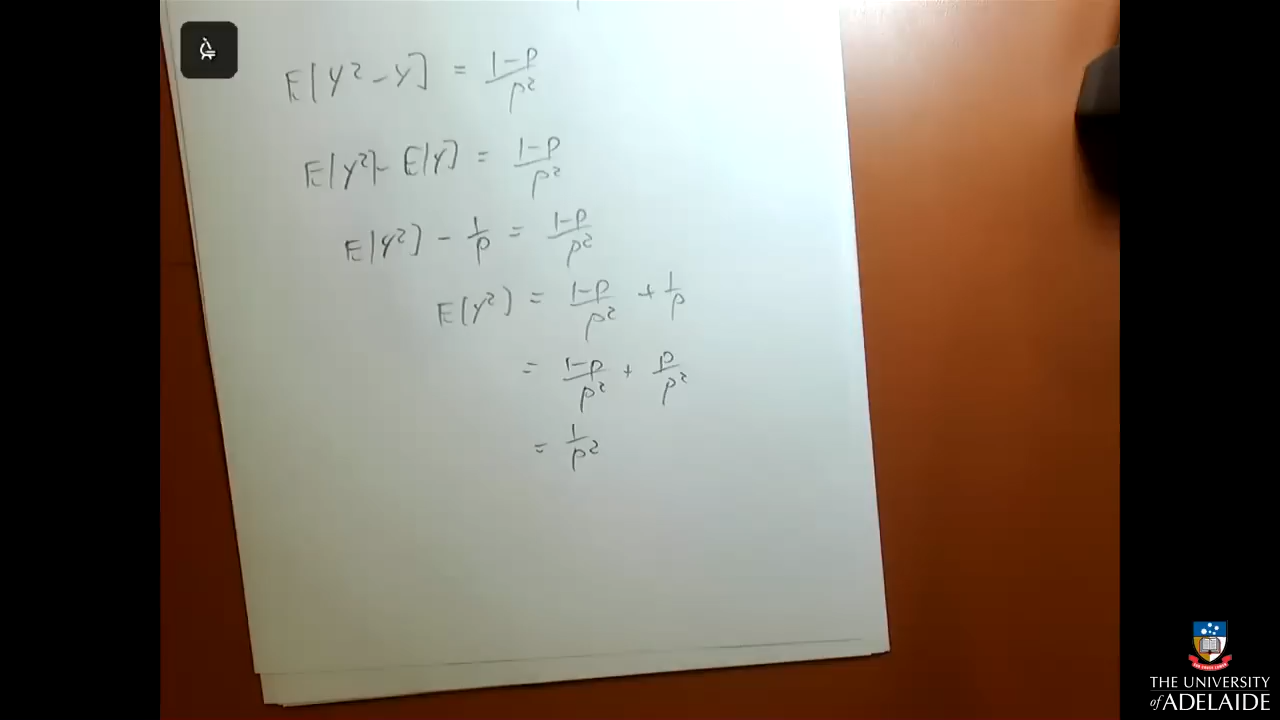 E[Y² - Y] = 1-p/p²
E[Y²] - E[Y] = 1-p/p²
E[Y²] - 1/p = 1-p/p²
E[Y²] = 1-p/p² + 1/p
= 1-p/p² + p/p²
= 1/p²
THE UNIVERSITY
of ADELAIDE